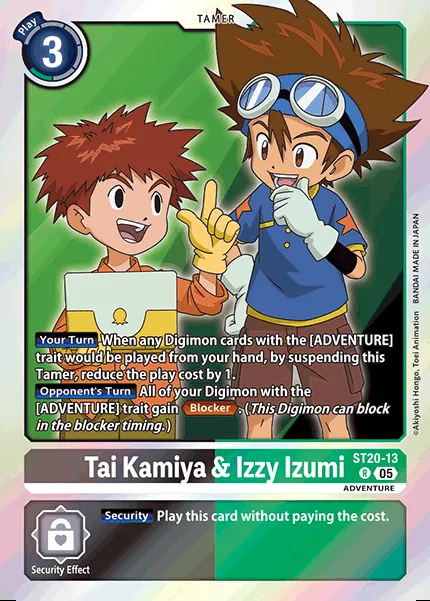 Play
3
TAMER
Your Turn When any Digimon cards with the [ADVENTURE]
trait would be played from your hand, by suspending this
Tamer, reduce the play cost by 1.
Opponent's Turn All of your Digimon with the
[ADVENTURE] trait gain Blocker. (This Digimon can block
in the blocker timing.)
©Akiyoshi Hongo, Toei Animation BANDAI MADE IN JAPAN
Tai Kamiya & Izzy Izumi
ST20-13
R 05
ADVENTURE
Security Play this card without paying the cost.
Security Effect